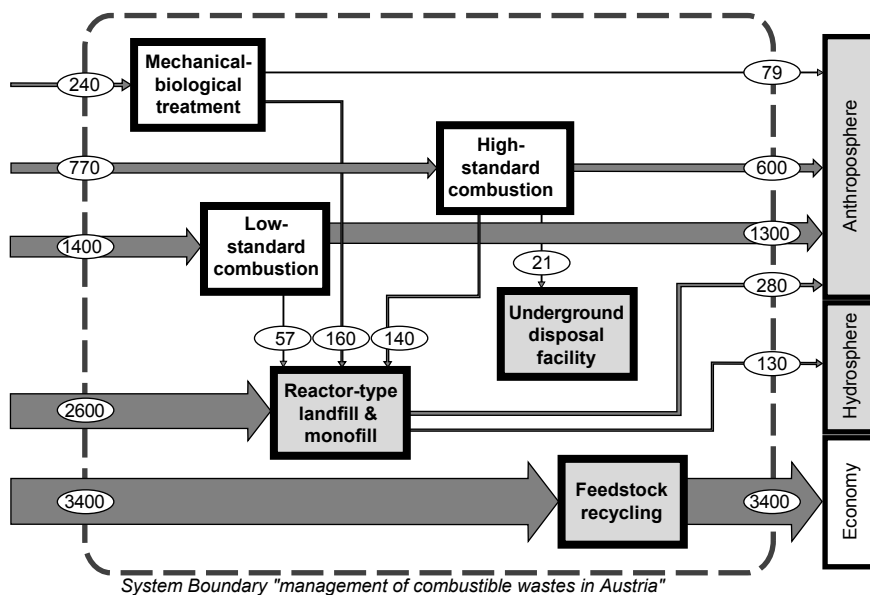 Mechanical-
biological
treatment
240
79
Anthroposphere
High-
standard
combustion
770
600
Low-
standard
combustion
1400
1300
21
280
Underground
disposal
facility
57
160
140
Hydrosphere
130
Reactor-type
landfill &
monofill
2600
Feedstock
recycling
3400
3400
Economy
System Boundary "management of combustible wastes in Austria"